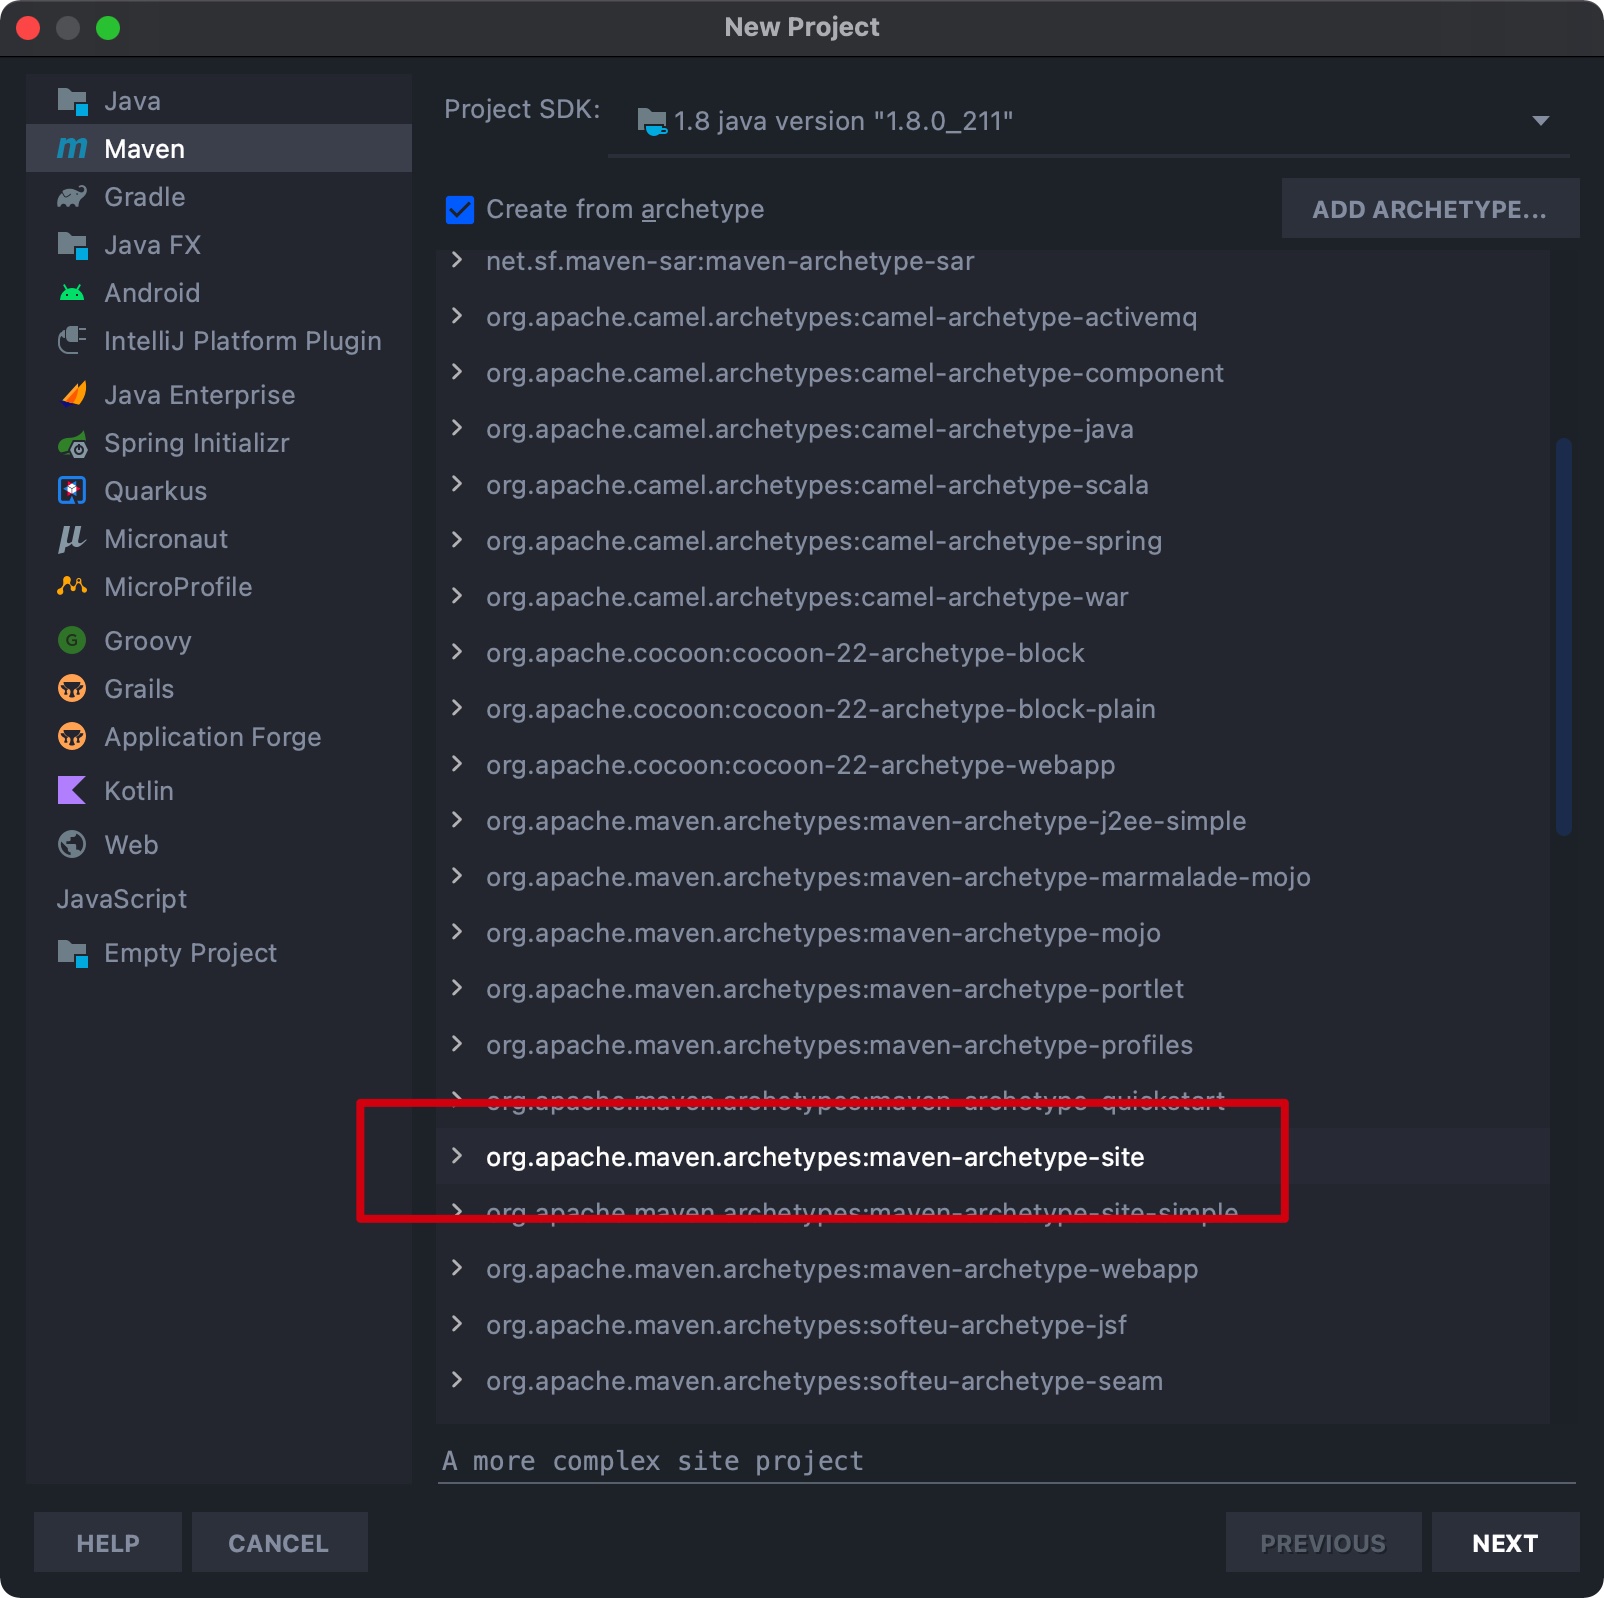 New Project
Java
Maven
Gradle
Java FX
Android
IntelliJ Platform Plugin
Java Enterprise
Spring Initializr
Quarkus
Micronaut
MicroProfile
Groovy
Grails
Application Forge
Kotlin
Web
JavaScript
Empty Project
Project SDK:
1.8 java version "1.8.0_211"
Create from archetype
ADD ARCHETYPE...
net.sf.maven-sar:maven-archetype-sar
org.apache.camel.archetypes:camel-archetype-activemq
org.apache.camel.archetypes:camel-archetype-component
org.apache.camel.archetypes:camel-archetype-java
org.apache.camel.archetypes:camel-archetype-scala
org.apache.camel.archetypes:camel-archetype-spring
org.apache.camel.archetypes:camel-archetype-war
org.apache.cocoon:cocoon-22-archetype-block
org.apache.cocoon:cocoon-22-archetype-block-plain
org.apache.cocoon:cocoon-22-archetype-webapp
org.apache.maven.archetypes:maven-archetype-j2ee-simple
org.apache.maven.archetypes:maven-archetype-marmalade-mojo
org.apache.maven.archetypes:maven-archetype-mojo
org.apache.maven.archetypes:maven-archetype-portlet
org.apache.maven.archetypes:maven-archetype-profiles
org.apache.maven.archetypes:maven-archetype-quickstart
org.apache.maven.archetypes:maven-archetype-site
org.apache.maven.archetypes:maven-archetype-site-simple
org.apache.maven.archetypes:maven-archetype-webapp
org.apache.maven.archetypes:softeu-archetype-jsf
org.apache.maven.archetypes:softeu-archetype-seam
A more complex site project
HELP
CANCEL
PREVIOUS
NEXT